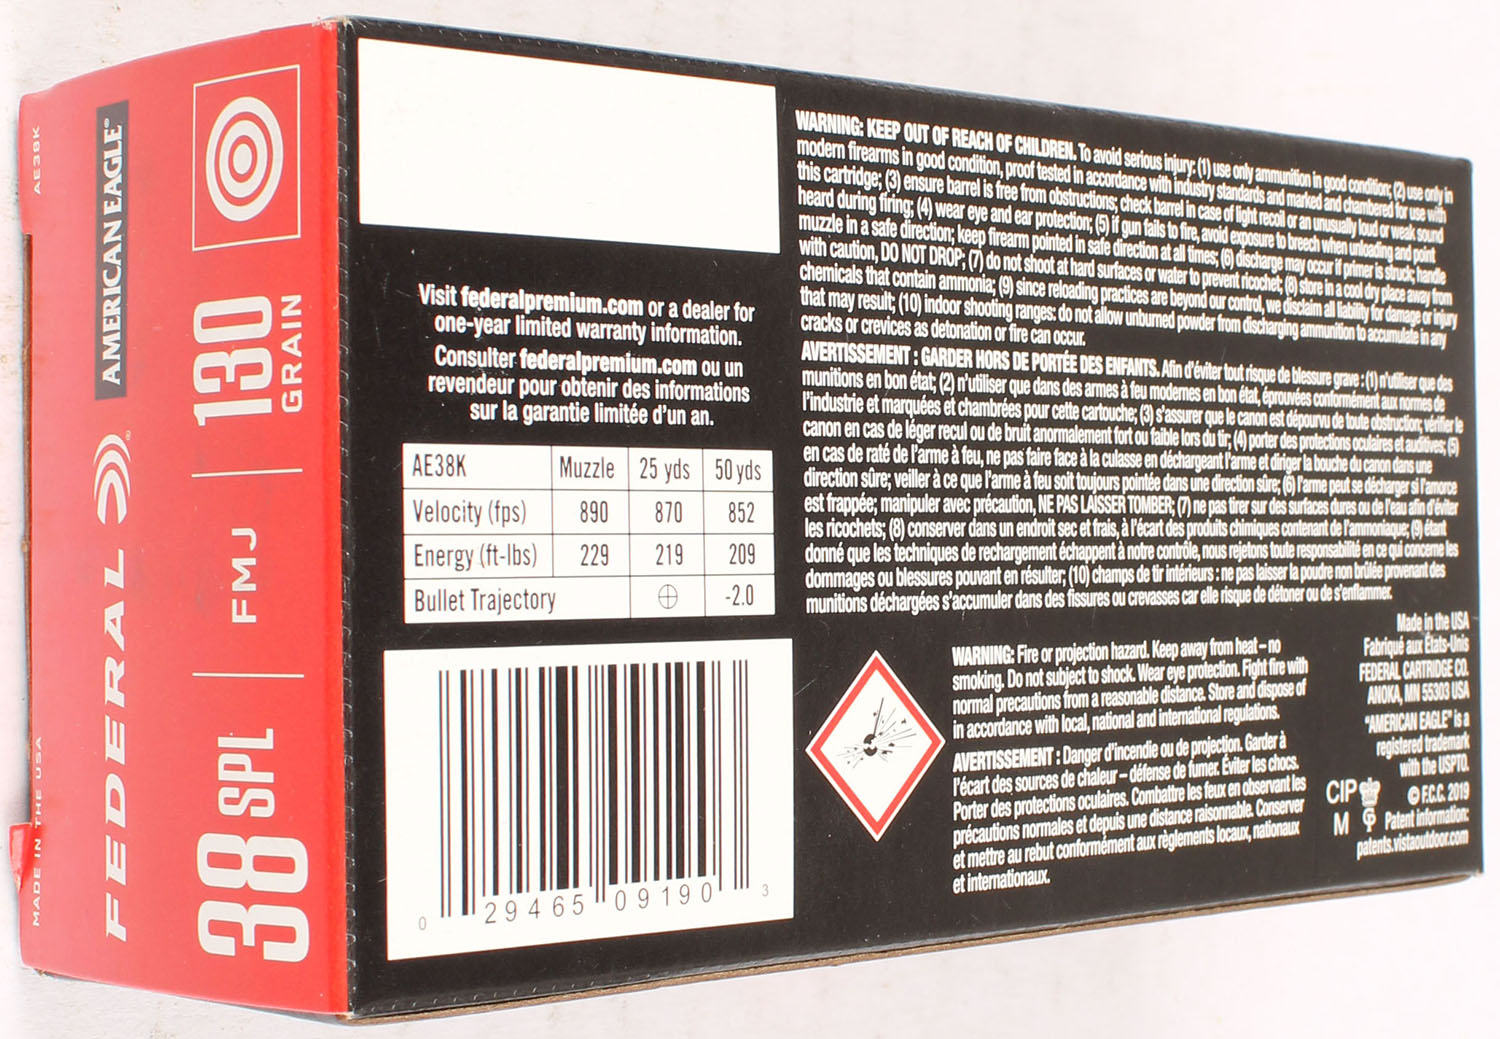 AE38K
MADE IN THE USA
FEDERAL® AMERICAN EAGLE®
38 SPL | FMJ | 130 GRAIN
Visit federalpremium.com or a dealer for
one-year limited warranty information.
Consulter federalpremium.com ou un
revendeur pour obtenir des informations
sur la garantie limitée d'un an.
AE38K Muzzle 25 yds 50 yds
Velocity (fps) 890 870 852
Energy (ft-lbs) 229 219 209
Bullet Trajectory ⊕ -2.0
0 29465 09190 3
WARNING: KEEP OUT OF REACH OF CHILDREN. To avoid serious injury: (1) use only ammunition in good condition; (2) use only in
modern firearms in good condition, proof tested in accordance with industry standards and marked and chambered for use with
this cartridge; (3) ensure barrel is free from obstructions; check barrel in case of light recoil or an unusually loud or weak sound
heard during firing; (4) wear eye and ear protection; (5) if gun fails to fire, avoid exposure to breech when unloading and point
muzzle in a safe direction; keep firearm pointed in safe direction at all times; (6) discharge may occur if primer is struck; handle
with caution, DO NOT DROP; (7) do not shoot at hard surfaces or water to prevent ricochet; (8) store in a cool dry place away from
chemicals that contain ammonia; (9) since reloading practices are beyond our control, we disclaim all liability for damage or injury
that may result; (10) indoor shooting ranges: do not allow unburned powder from discharging ammunition to accumulate in any
cracks or crevices as detonation or fire can occur.
AVERTISSEMENT : GARDER HORS DE PORTÉE DES ENFANTS. Afin d'éviter tout risque de blessure grave : (1) n'utiliser que des
munitions en bon état; (2) n'utiliser que dans des armes à feu modernes en bon état, éprouvées conformément aux normes de
l'industrie et marquées et chambrées pour cette cartouche; (3) s'assurer que le canon est dépourvu de toute obstruction; vérifier le
canon en cas de léger recul ou de bruit anormalement fort ou faible lors du tir; (4) porter des protections oculaires et auditives; (5)
en cas de raté de l'arme à feu, ne pas faire face à la culasse en déchargeant l'arme et diriger la bouche du canon dans une
direction sûre; veiller à ce que l'arme à feu soit toujours pointée dans une direction sûre; (6) l'arme peut se décharger si l'amorce
est frappée; manipuler avec précaution, NE PAS LAISSER TOMBER; (7) ne pas tirer sur des surfaces dures ou de l'eau afin d'éviter
les ricochets; (8) conserver dans un endroit sec et frais, à l'écart des produits chimiques contenant de l'ammoniaque; (9) étant
donné que les techniques de rechargement échappent à notre contrôle, nous rejetons toute responsabilité en ce qui concerne les
dommages ou blessures pouvant en résulter; (10) champs de tir intérieurs : ne pas laisser la poudre non brûlée provenant des
munitions déchargées s'accumuler dans des fissures ou crevasses car elle risque de détoner ou de s'enflammer.
WARNING: Fire or projection hazard. Keep away from heat – no
smoking. Do not subject to shock. Wear eye protection. Fight fire with
normal precautions from a reasonable distance. Store and dispose of
in accordance with local, national and international regulations.
AVERTISSEMENT : Danger d'incendie ou de projection. Garder à
l'écart des sources de chaleur – défense de fumer. Éviter les chocs.
Porter des protections oculaires. Combattre les feux en observant les
précautions normales et depuis une distance raisonnable. Conserver
et mettre au rebut conformément aux règlements locaux, nationaux
et internationaux.
Made in the USA
Fabriqué aux États-Unis
FEDERAL CARTRIDGE CO.
ANOKA, MN 55303 USA
"AMERICAN EAGLE" is a
registered trademark
with the USPTO.
CIP
M
© F.C.C. 2019
Patent information:
patents.vistaoutdoor.com